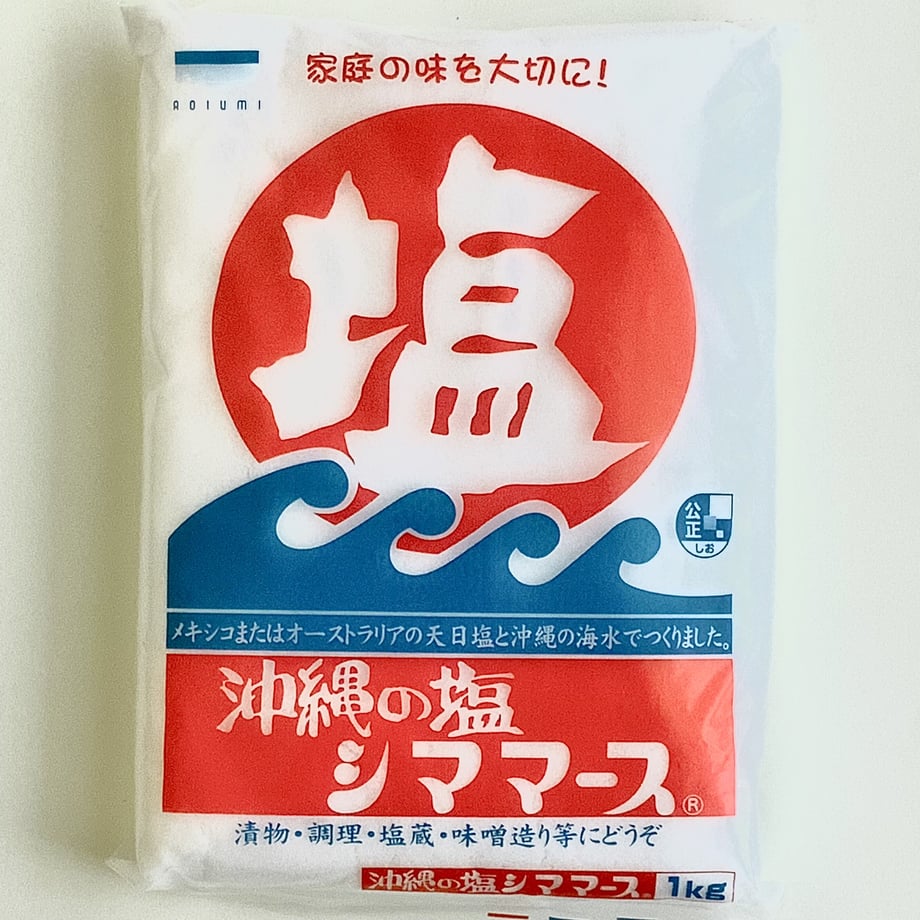 AOIUMI
家庭の味を大切に!
塩
公正
しお
メキシコまたはオーストラリアの天日塩と沖縄の海水でつくりました。
沖縄の塩
シママース®
漬物・調理・塩蔵・味噌造り等にどうぞ
沖縄の塩シママース® 1kg